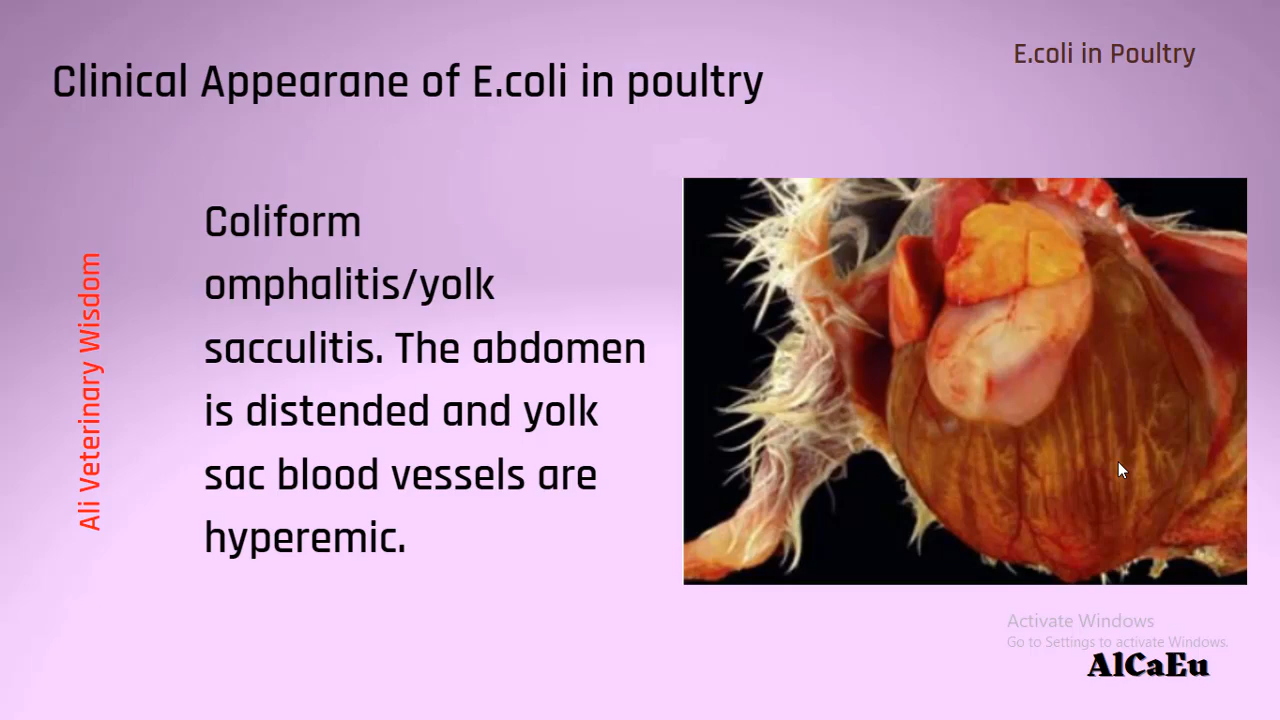 Clinical Appearane of E.coli in poultry
E.coli in Poultry
Ali Veterinary Wisdom
Coliform
omphalitis/yolk
sacculitis. The abdomen
is distended and yolk
sac blood vessels are
hyperemic.
Activate Windows
Go to Settings to activate Windows.
AlCaEu